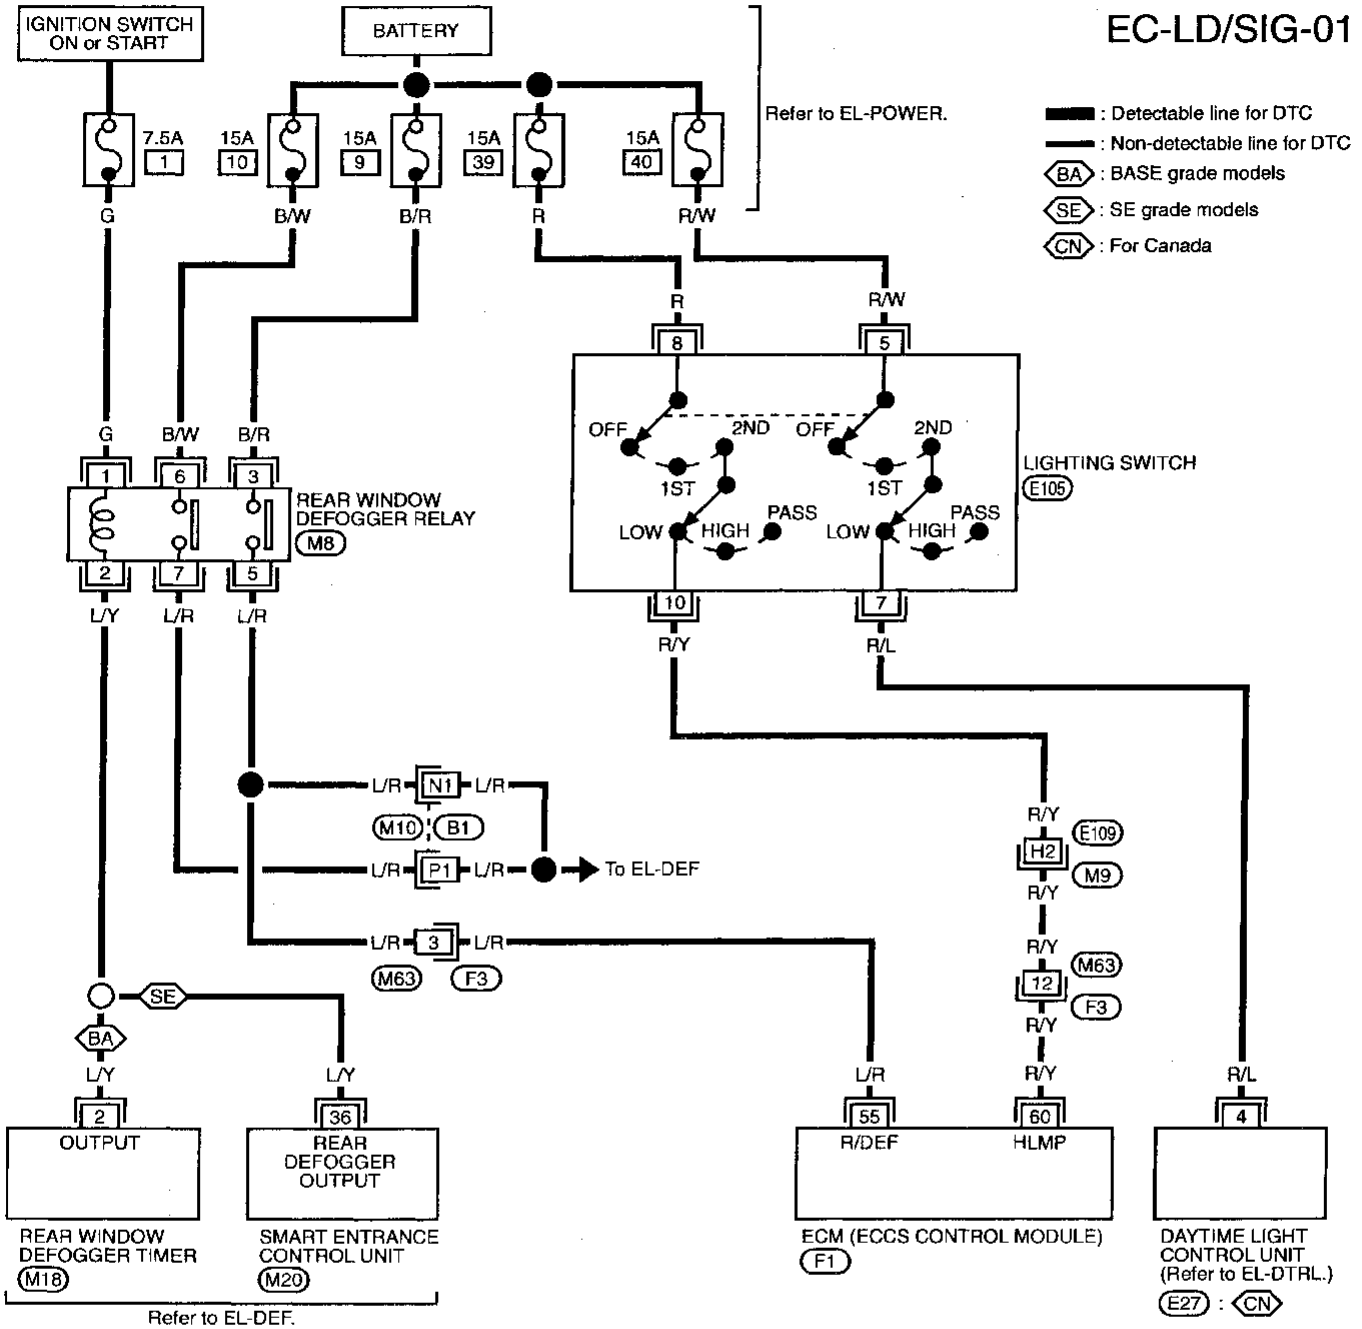 EC-LD/SIG-01
IGNITION SWITCH
ON or START
BATTERY
Refer to EL-POWER.
: Detectable line for DTC
: Non-detectable line for DTC
BA : BASE grade models
SE : SE grade models
CN : For Canada
7.5A
1
15A
10
15A
9
15A
39
15A
40
G
B/W
B/R
R
R/W
R
R/W
8
5
G
B/W
B/R
1
6
3
REAR WINDOW
DEFOGGER RELAY
M8
2
7
5
L/Y
L/R
L/R
OFF
2ND
1ST
LOW
HIGH
PASS
OFF
2ND
1ST
LOW
HIGH
PASS
LIGHTING SWITCH
E105
10
7
R/Y
R/L
L/R
N1
L/R
M10
B1
L/R
P1
L/R
To EL-DEF
L/R
3
L/R
M63
F3
R/Y
E109
H2
M9
R/Y
R/Y
M63
12
F3
R/Y
SE
BA
L/Y
L/Y
L/R
R/Y
R/L
2
36
55
60
4
OUTPUT
REAR
DEFOGGER
OUTPUT
R/DEF
HLMP
REAR WINDOW
DEFOGGER TIMER
M18
SMART ENTRANCE
CONTROL UNIT
M20
Refer to EL-DEF.
ECM (ECCS CONTROL MODULE)
F1
DAYTIME LIGHT
CONTROL UNIT
(Refer to EL-DTRL.)
E27 : CN